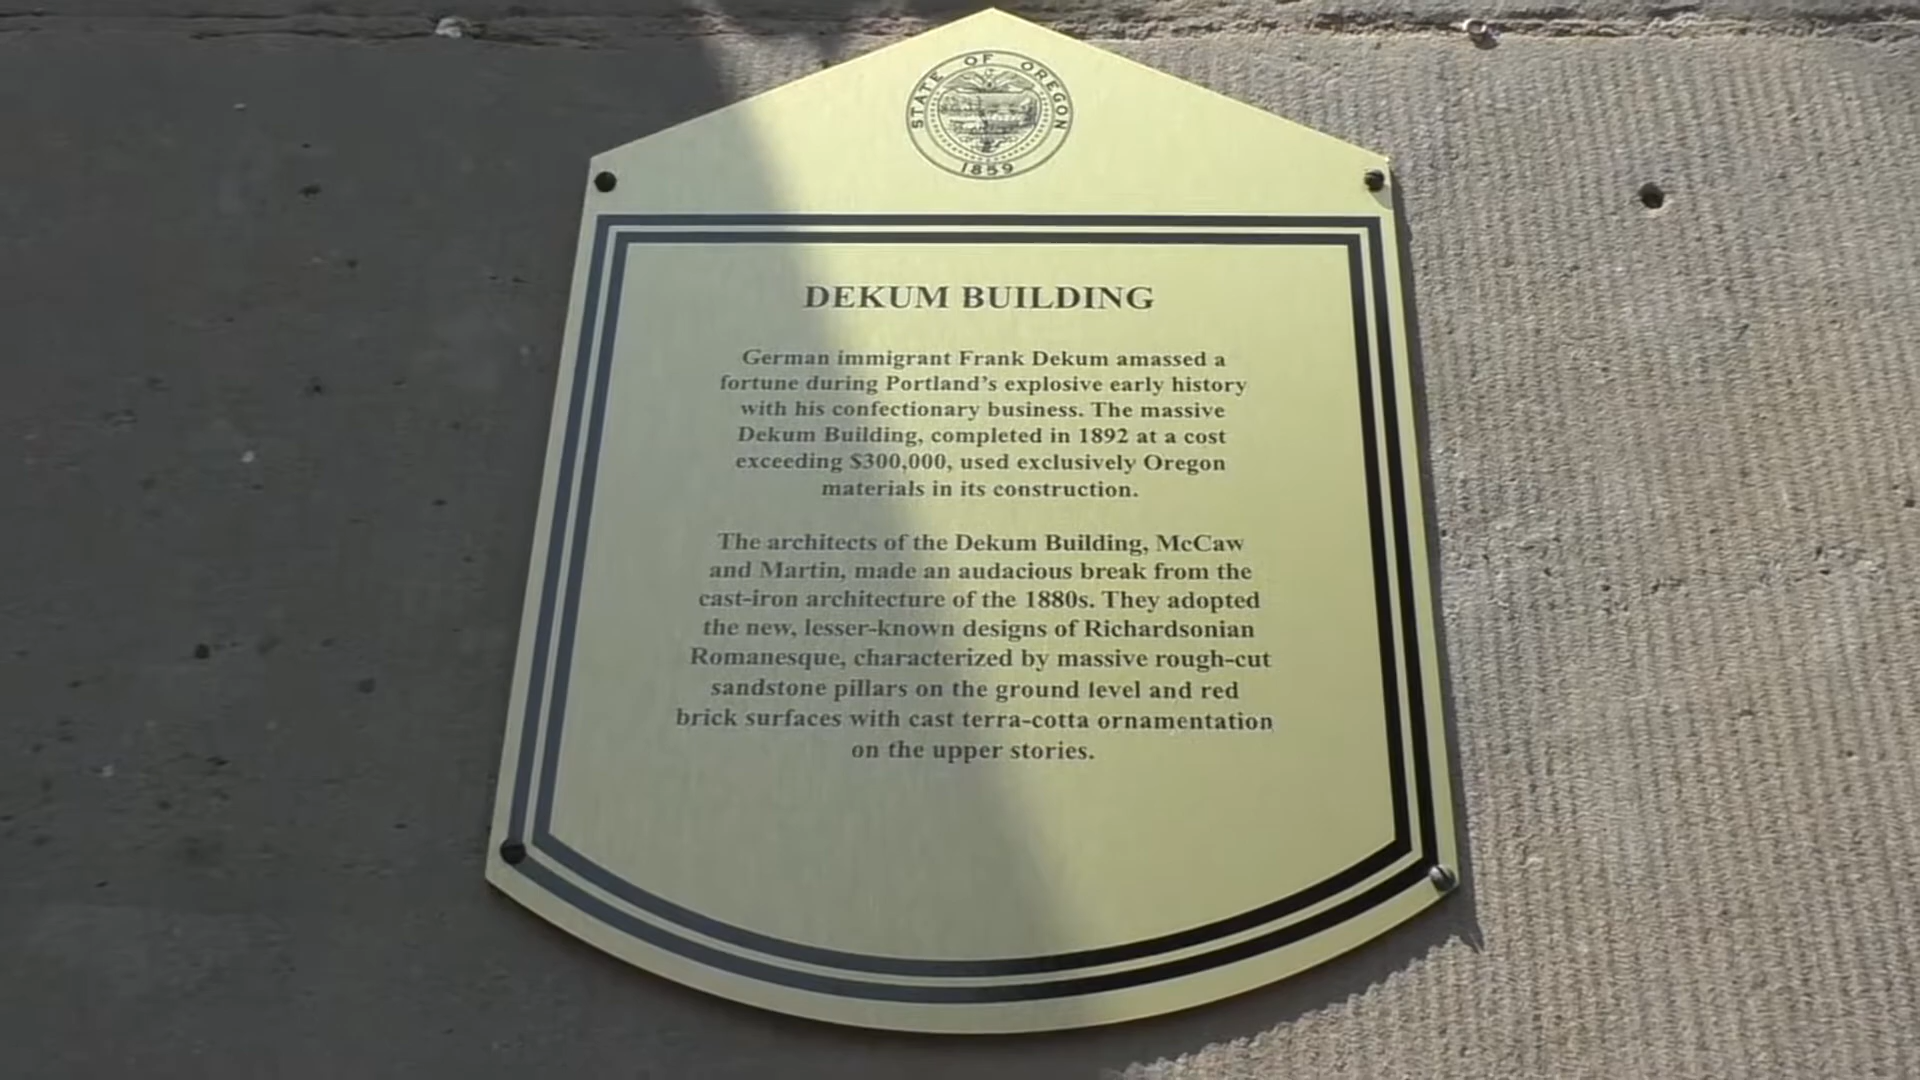 STATE OF OREGON
1859
DEKUM BUILDING
German immigrant Frank Dekum amassed a
fortune during Portland's explosive early history
with his confectionary business. The massive
Dekum Building, completed in 1892 at a cost
exceeding $300,000, used exclusively Oregon
materials in its construction.
The architects of the Dekum Building, McCaw
and Martin, made an audacious break from the
cast-iron architecture of the 1880s. They adopted
the new, lesser-known designs of Richardsonian
Romanesque, characterized by massive rough-cut
sandstone pillars on the ground level and red
brick surfaces with cast terra-cotta ornamentation
on the upper stories.